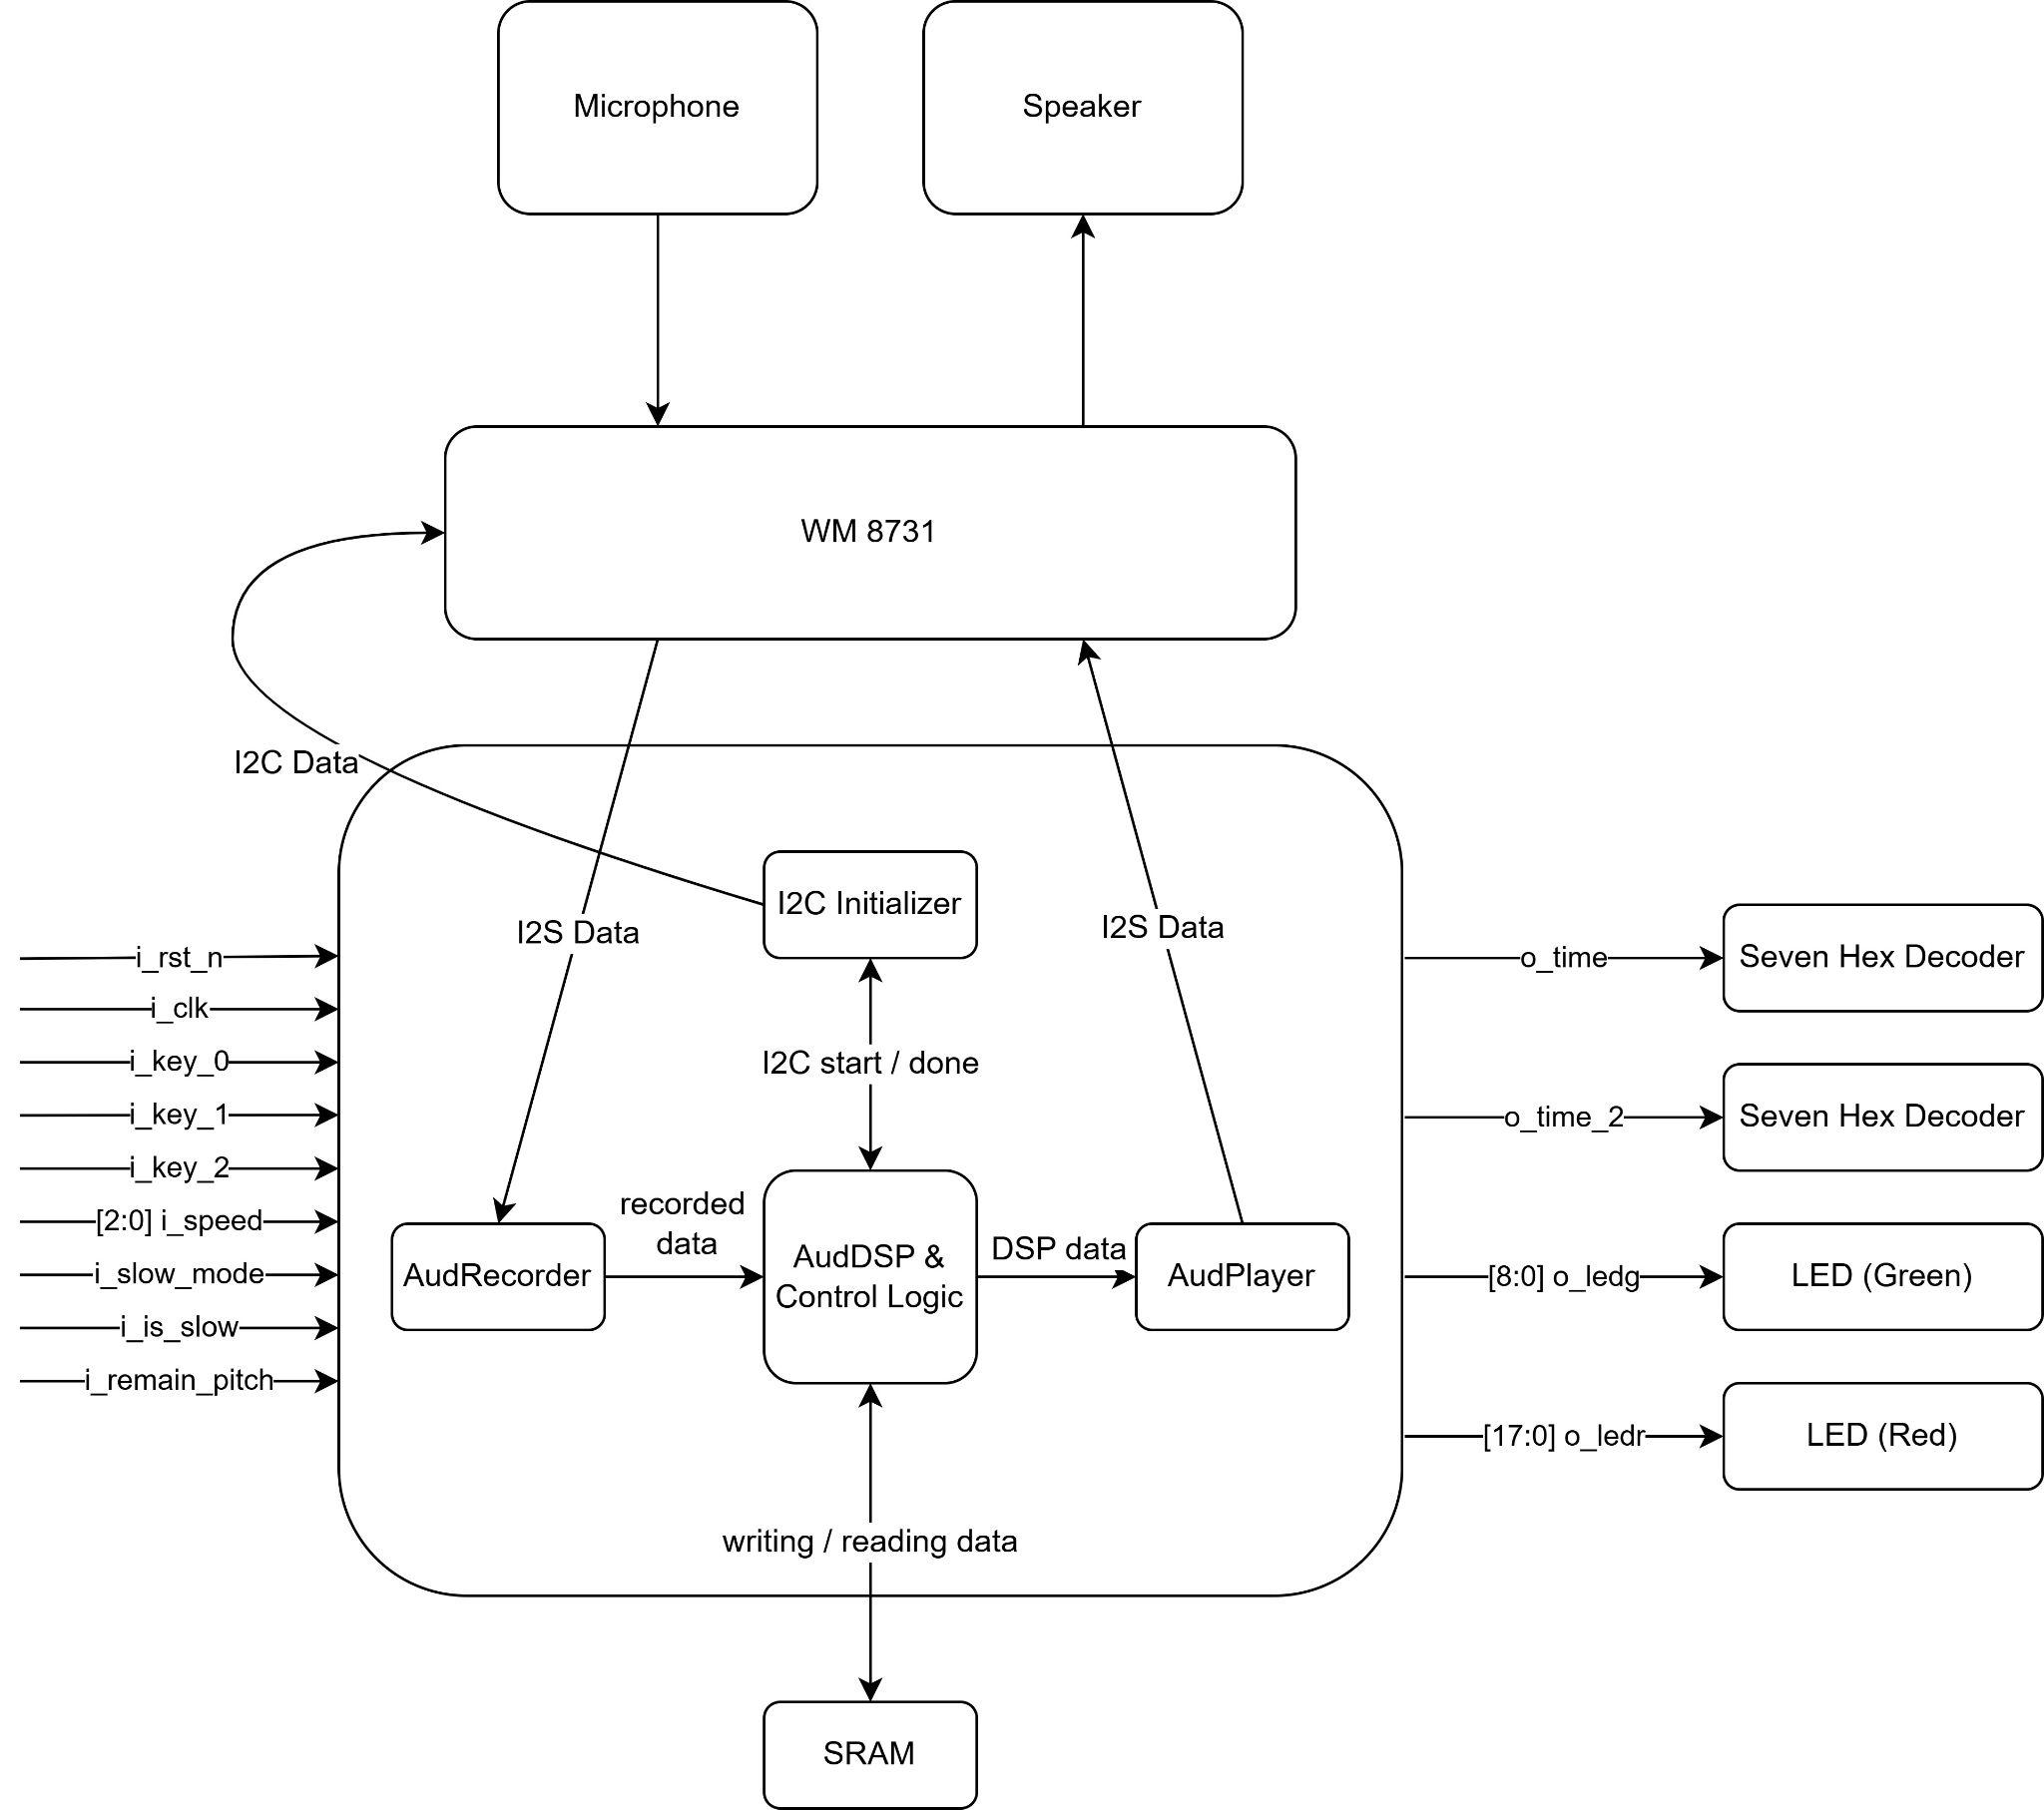 Microphone
Speaker
WM 8731
I2C Data
I2C Initializer
I2S Data
I2S Data
i_rst_n
i_clk
i_key_0
i_key_1
i_key_2
[2:0] i_speed
i_slow_mode
i_is_slow
i_remain_pitch
I2C start / done
recorded
data
AudRecorder
AudDSP &
Control Logic
DSP data
AudPlayer
writing / reading data
SRAM
o_time
Seven Hex Decoder
o_time_2
Seven Hex Decoder
[8:0] o_ledg
LED (Green)
[17:0] o_ledr
LED (Red)